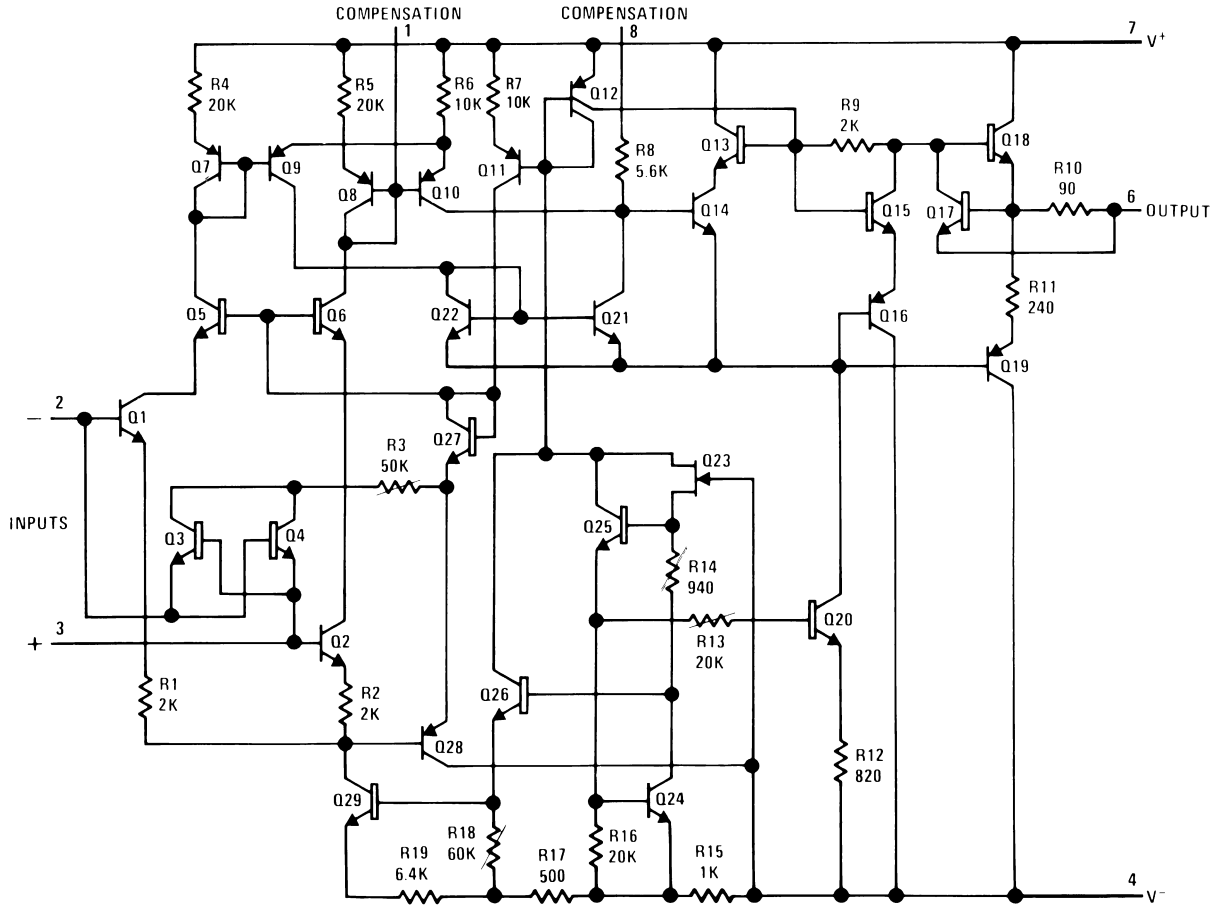 COMPENSATION
1
COMPENSATION
8
7
V+
R4
20K
R5
20K
R6
10K
R7
10K
Q12
R9
2K
Q7
Q9
Q8
Q10
Q11
R8
5.6K
Q13
Q14
Q15
Q17
Q18
R10
90
6
OUTPUT
Q5
Q6
Q22
Q21
Q16
R11
240
Q19
2
−
Q1
R3
50K
Q27
Q23
INPUTS
Q3
Q4
Q25
R14
940
3
+
Q2
R13
20K
Q20
R1
2K
R2
2K
Q26
Q28
R12
820
Q29
R18
60K
R16
20K
Q24
R19
6.4K
R17
500
R15
1K
4
V−